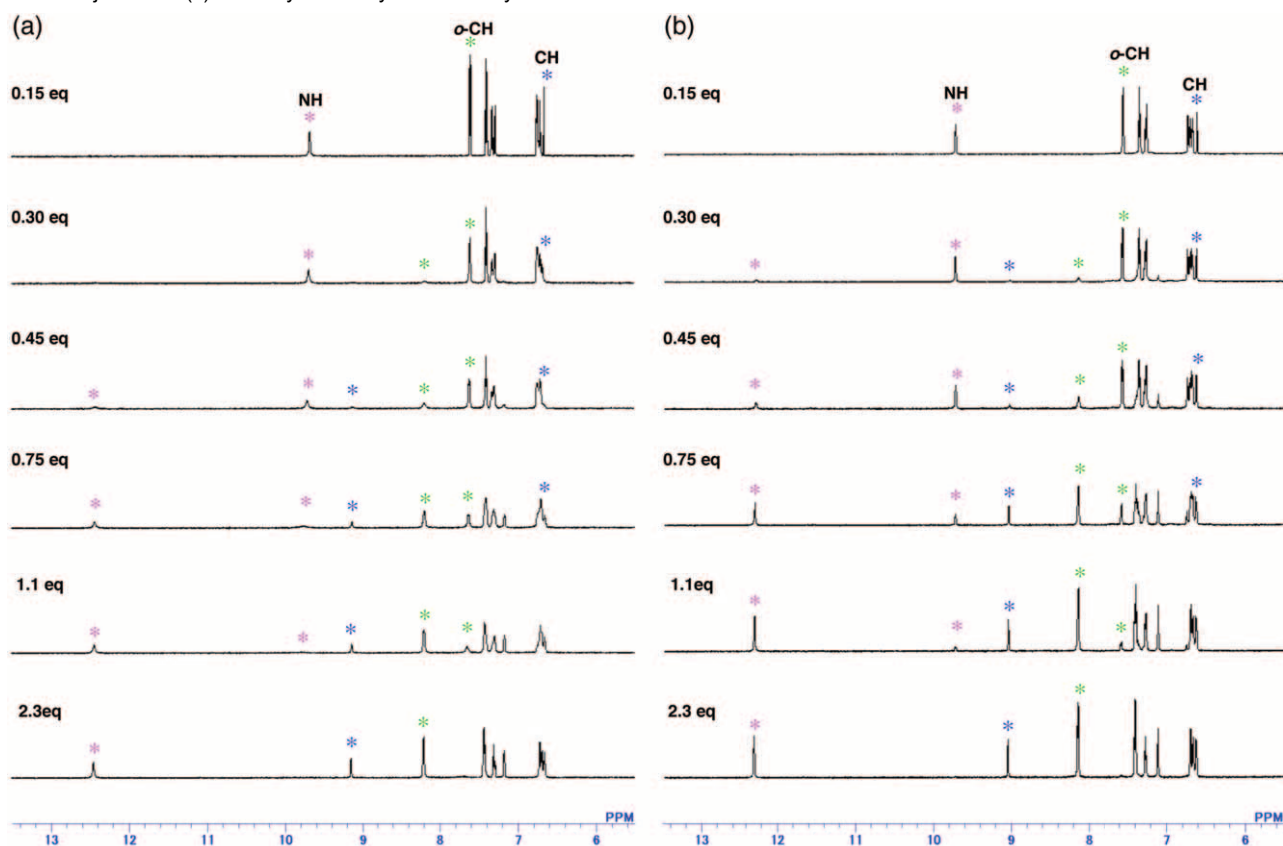 (a)
o-CH
CH
NH
0.15 eq
0.30 eq
0.45 eq
0.75 eq
1.1 eq
2.3eq
PPM
13 12 11 10 9 8 7 6
(b)
o-CH
CH
NH
0.15 eq
0.30 eq
0.45 eq
0.75 eq
1.1eq
2.3 eq
PPM
13 12 11 10 9 8 7 6